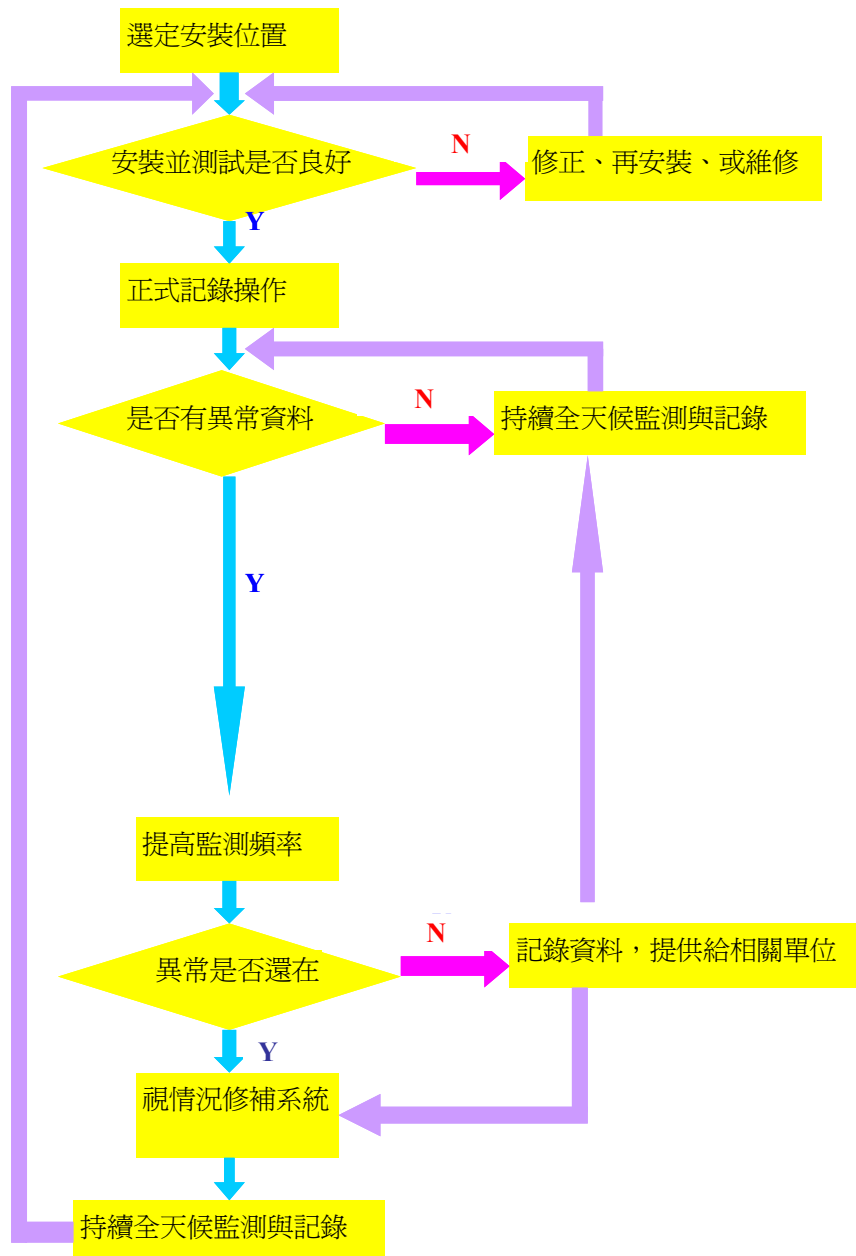 選定安裝位置
安裝並測試是否良好
N
修正、再安裝、或維修
Y
正式記錄操作
是否有異常資料
N
持續全天候監測與記錄
Y
提高監測頻率
異常是否還在
N
記錄資料，提供給相關單位
Y
視情況修補系統
持續全天候監測與記錄